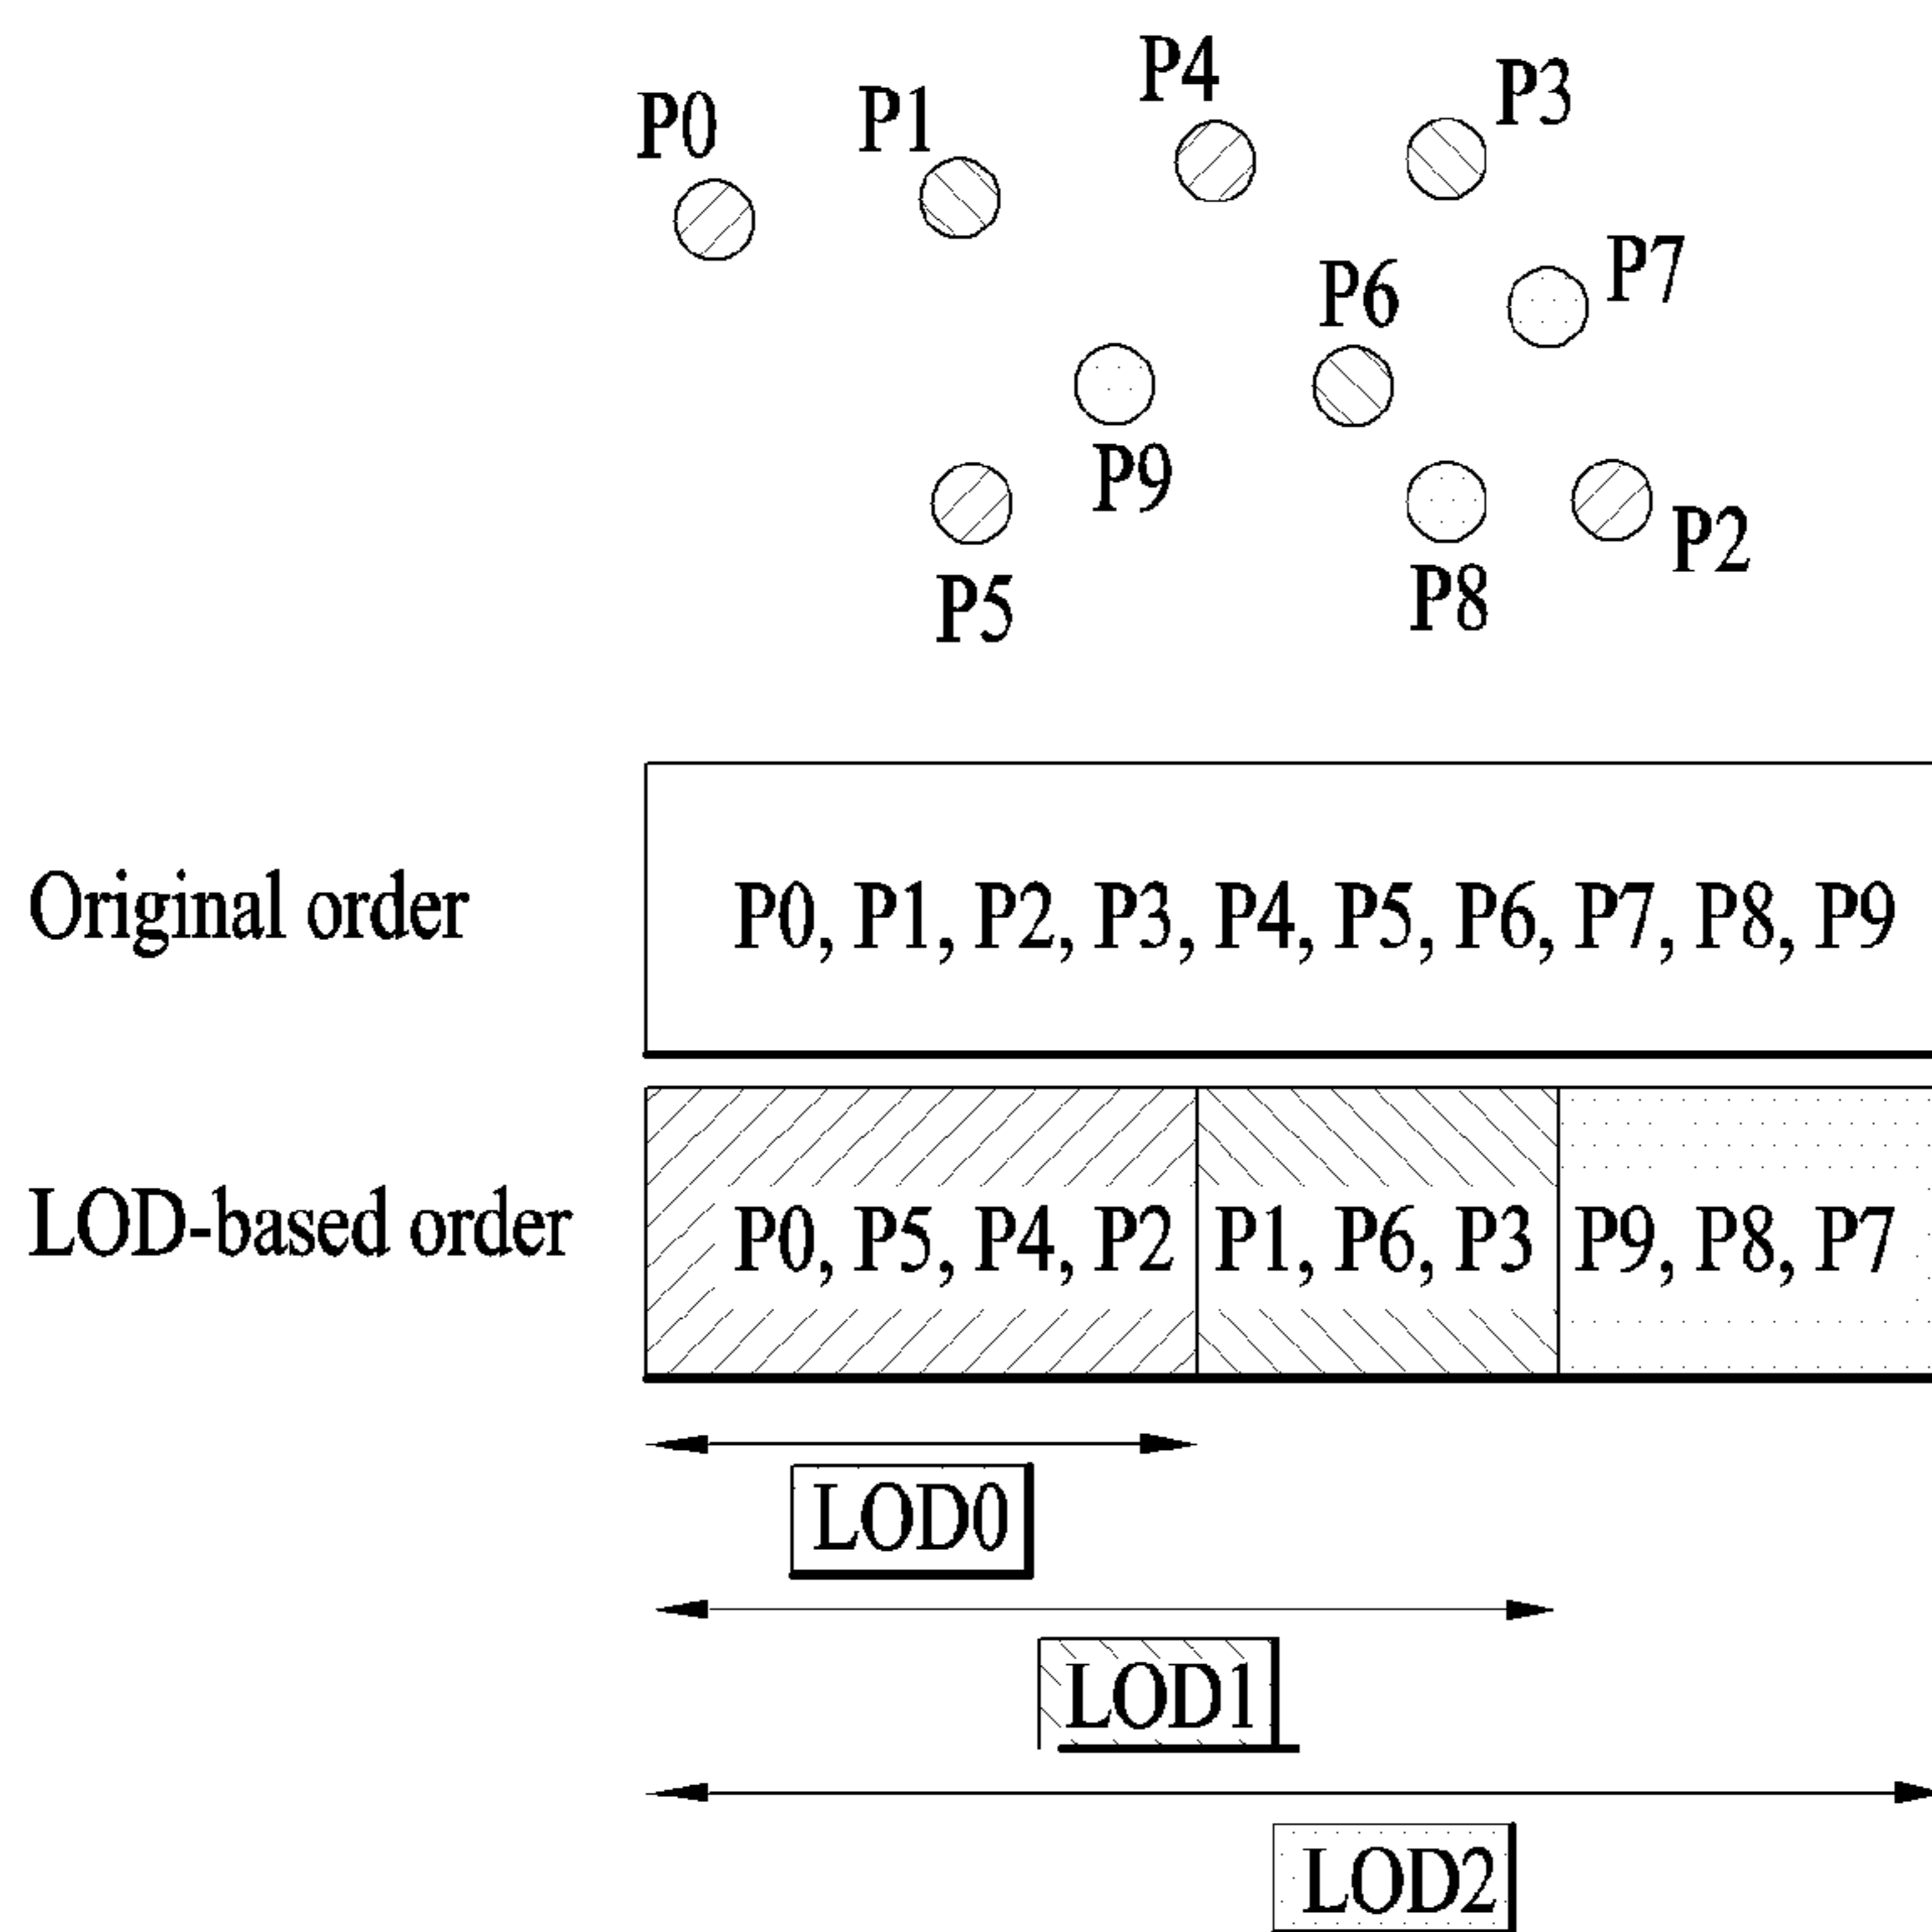 P4
P3
P0
P1
P7
P6
P9
P2
P8
P5
Original order
P0, P1, P2, P3, P4, P5, P6, P7, P8, P9
LOD-based order
P0, P5, P4, P2
P1, P6, P3
P9, P8, P7
LOD0
LOD1
LOD2